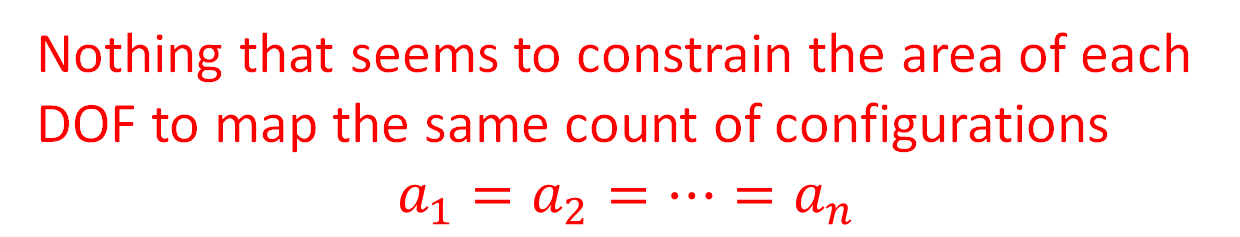 Nothing that seems to constrain the area of each
DOF to map the same count of configurations
𝑎₁ = 𝑎₂ = ⋯ = 𝑎ₙ